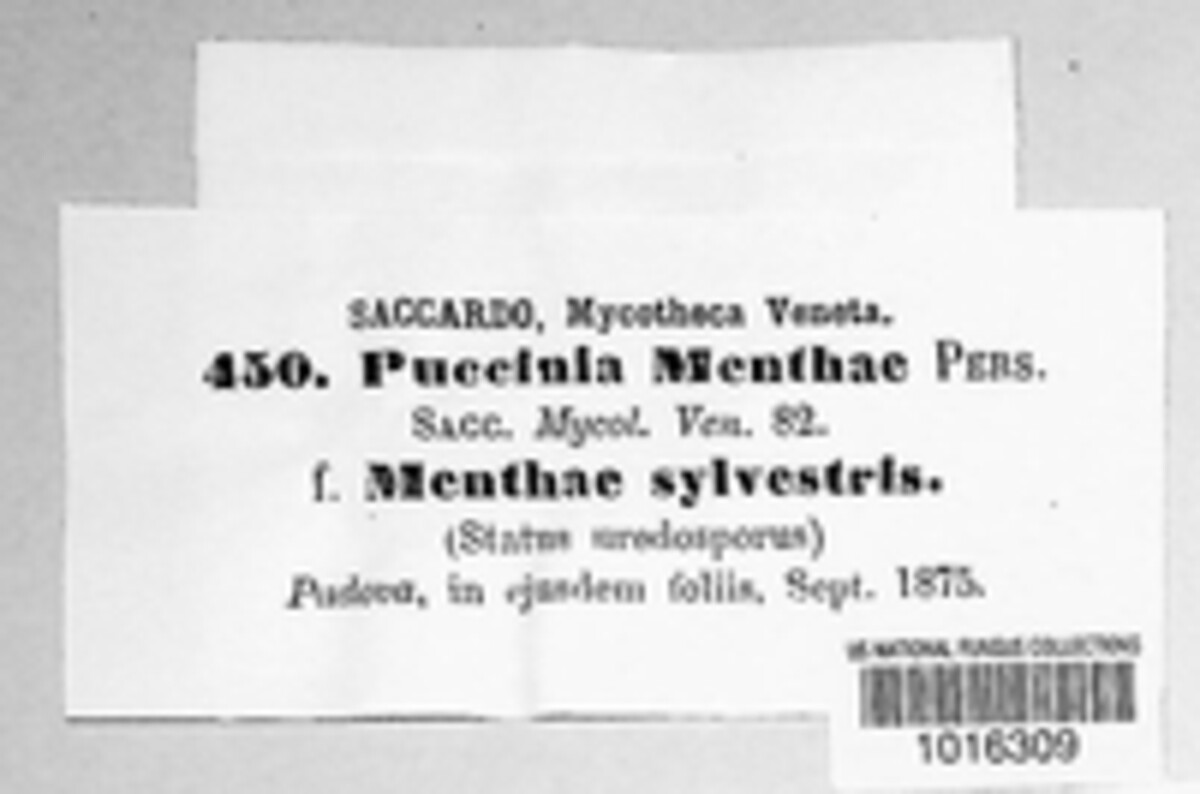 SACCARDO, Mycotheca Veneta.
450. Puccinia Menthae PERS.
SACC. Mycol. Ven. 82.
f. Menthae sylvestris.
(Status uredosporus)
Padova, in ejusdem foliis, Sept. 1875.
US NATIONAL FUNGUS COLLECTIONS
1016309